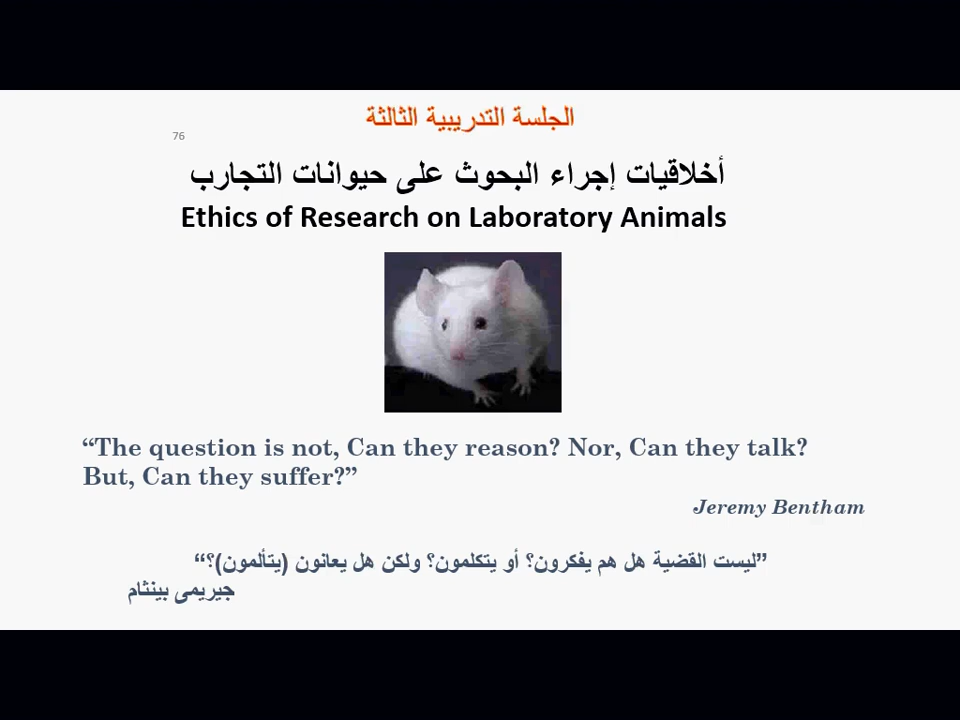 الجلسة التدريبية الثالثة
76
أخلاقيات إجراء البحوث على حيوانات التجارب
Ethics of Research on Laboratory Animals
“The question is not, Can they reason? Nor, Can they talk?
But, Can they suffer?”
Jeremy Bentham
”ليست القضية هل هم يفكرون؟ أو يتكلمون؟ ولكن هل يعانون (يتألمون)؟“
جيريمى بينثام